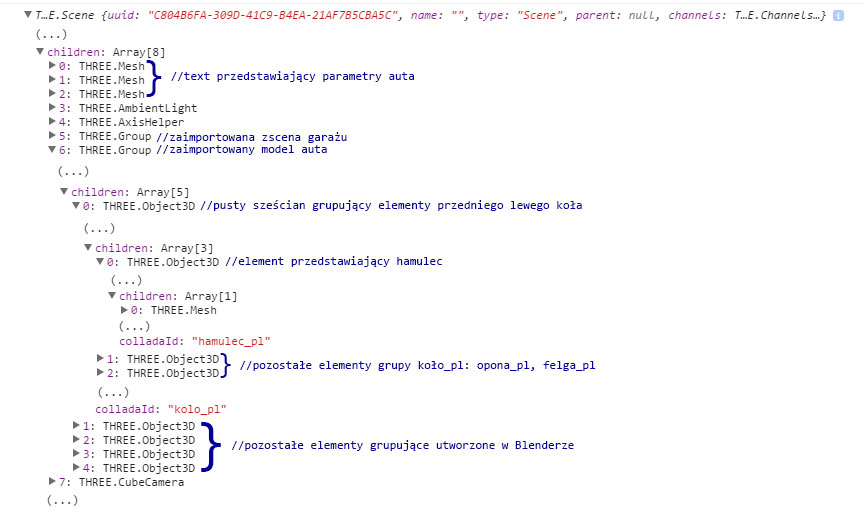 ▼T…E.Scene {uuid: "C804B6FA-309D-41C9-B4EA-21AF7B5CBA5C", name: "", type: "Scene", parent: null, channels: T…E.Channels…} i
(...)
▼children: Array[8]
▶0: THREE.Mesh
▶1: THREE.Mesh } //text przedstawiający parametry auta
▶2: THREE.Mesh
▶3: THREE.AmbientLight
▶4: THREE.AxisHelper
▶5: THREE.Group //zaimportowana zscena garażu
▼6: THREE.Group //zaimportowany model auta
(...)
▼children: Array[5]
▼0: THREE.Object3D //pusty sześcian grupujący elementy przedniego lewego koła
(...)
▼children: Array[3]
▼0: THREE.Object3D //element przedstawiający hamulec
(...)
▼children: Array[1]
▶0: THREE.Mesh
(...)
colladaId: "hamulec_pl"
▶1: THREE.Object3D } //pozostałe elementy grupy koło_pl: opona_pl, felga_pl
▶2: THREE.Object3D
(...)
colladaId: "kolo_pl"
▶1: THREE.Object3D
▶2: THREE.Object3D } //pozostałe elementy grupujące utworzone w Blenderze
▶3: THREE.Object3D
▶4: THREE.Object3D
▶7: THREE.CubeCamera
(...)